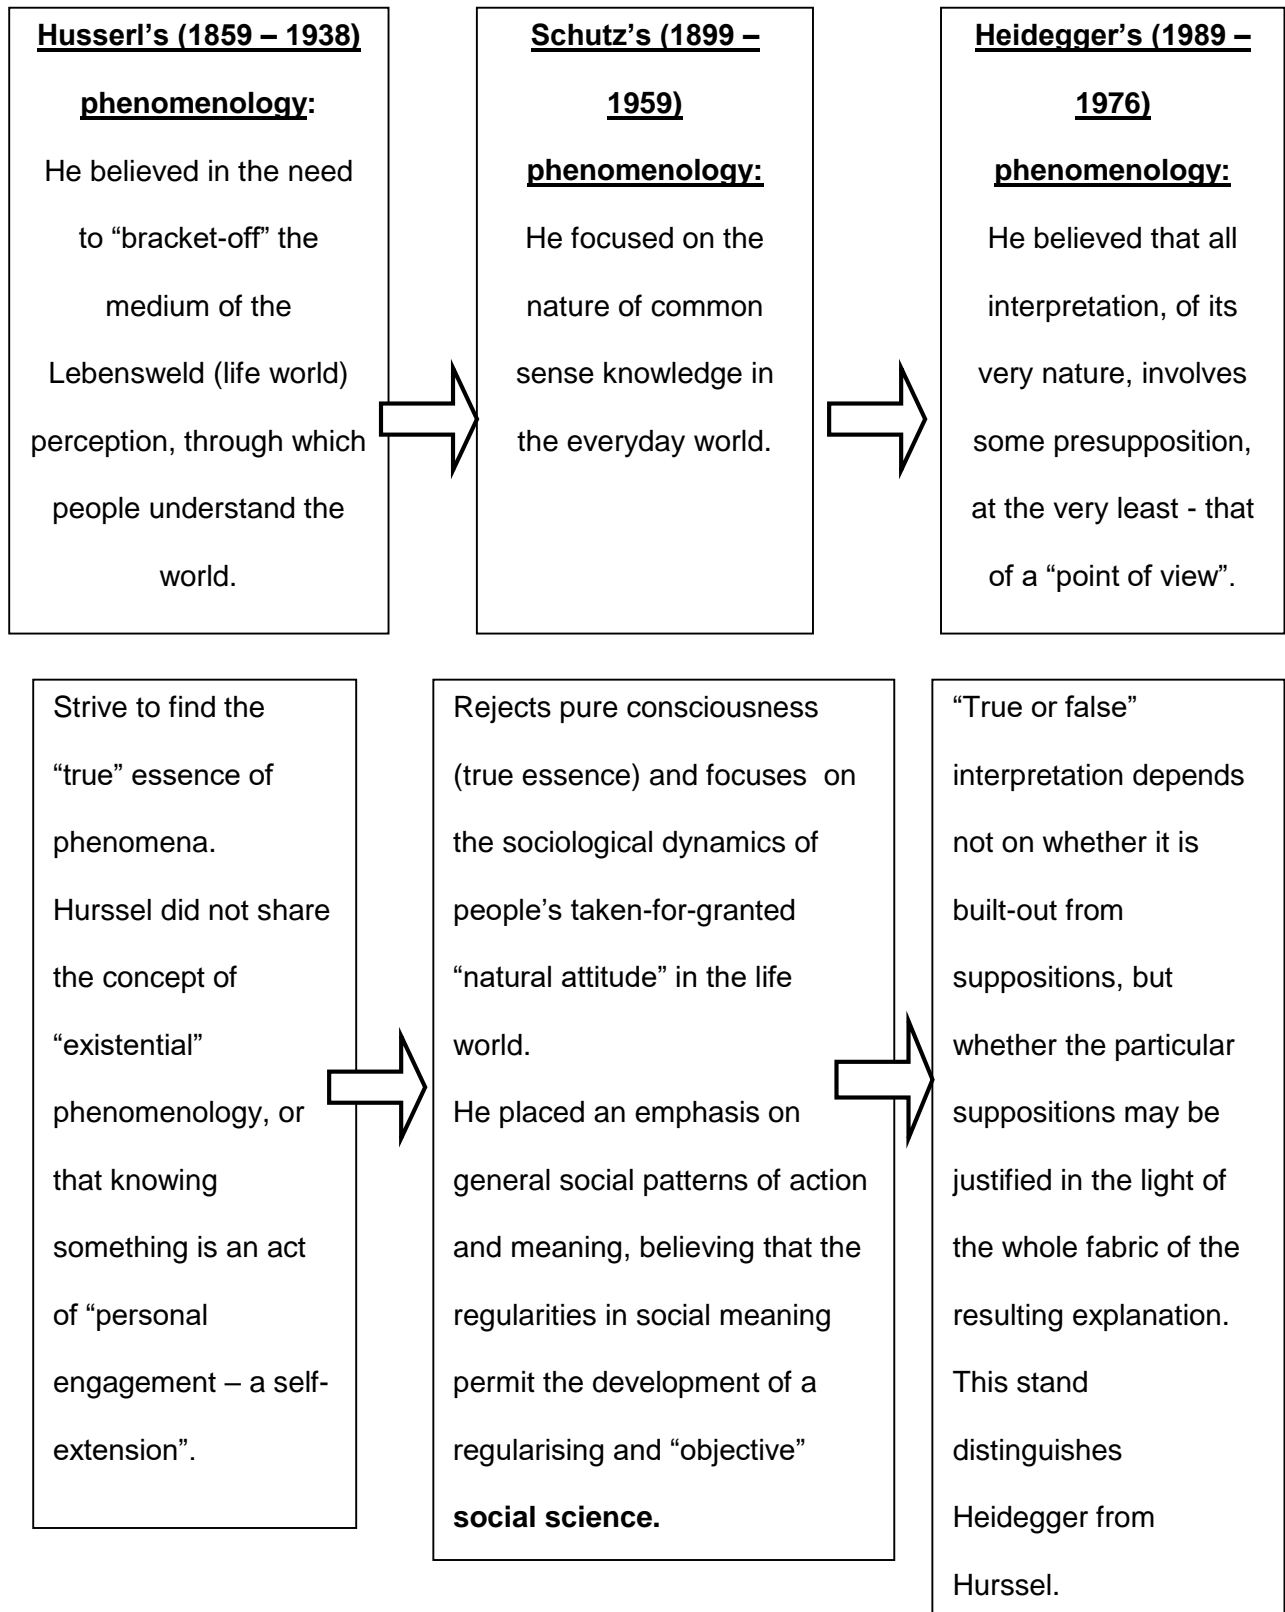 Husserl’s (1859 – 1938)
phenomenology:
He believed in the need
to “bracket-off” the
medium of the
Lebensweld (life world)
perception, through which
people understand the
world.
Schutz’s (1899 –
1959)
phenomenology:
He focused on the
nature of common
sense knowledge in
the everyday world.
Heidegger’s (1989 –
1976)
phenomenology:
He believed that all
interpretation, of its
very nature, involves
some presupposition,
at the very least - that
of a “point of view”.
Strive to find the
“true” essence of
phenomena.
Hurssel did not share
the concept of
“existential”
phenomenology, or
that knowing
something is an act
of “personal
engagement – a self-
extension”.
Rejects pure consciousness
(true essence) and focuses on
the sociological dynamics of
people’s taken-for-granted
“natural attitude” in the life
world.
He placed an emphasis on
general social patterns of action
and meaning, believing that the
regularities in social meaning
permit the development of a
regularising and “objective”
social science.
“True or false”
interpretation depends
not on whether it is
built-out from
suppositions, but
whether the particular
suppositions may be
justified in the light of
the whole fabric of the
resulting explanation.
This stand
distinguishes
Heidegger from
Hurssel.